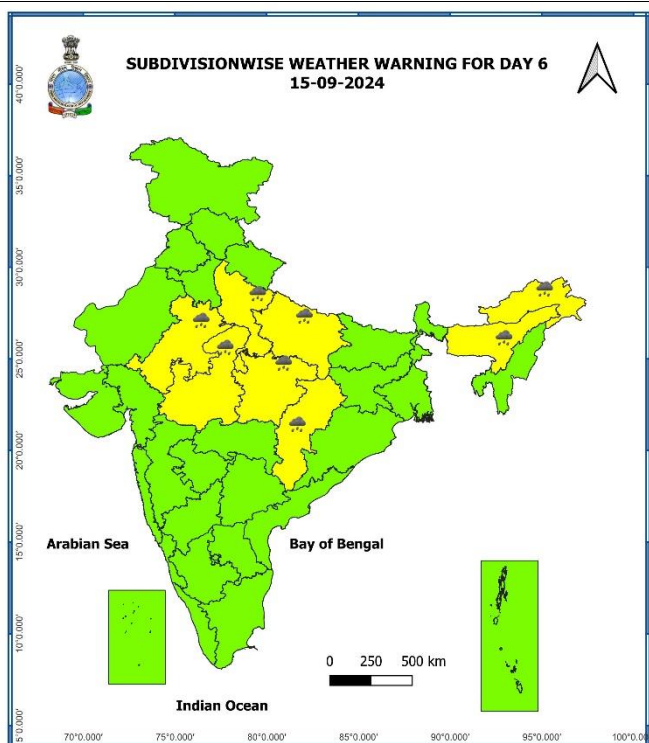 SUBDIVISIONWISE WEATHER WARNING FOR DAY 6
15-09-2024
40°0.000'
35°0.000'
30°0.000'
25°0.000'
20°0.000'
15°0.000'
10°0.000'
5°0.000'
Arabian Sea
Bay of Bengal
0 250 500 km
Indian Ocean
70°0.000' 75°0.000' 80°0.000' 85°0.000' 90°0.000' 95°0.000' 100°0.000'